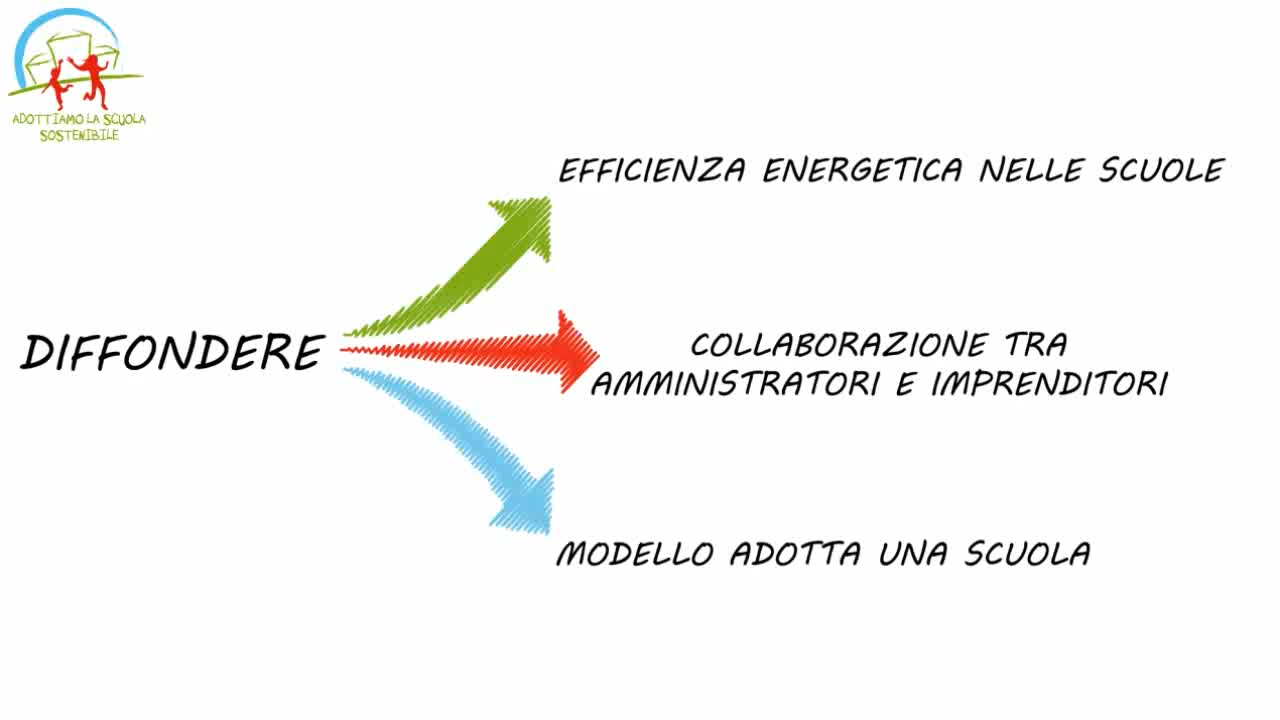 ADOTTIAMO LA SCUOLA
SOSTENIBILE
EFFICIENZA ENERGETICA NELLE SCUOLE
DIFFONDERE
COLLABORAZIONE TRA
AMMINISTRATORI E IMPRENDITORI
MODELLO ADOTTA UNA SCUOLA